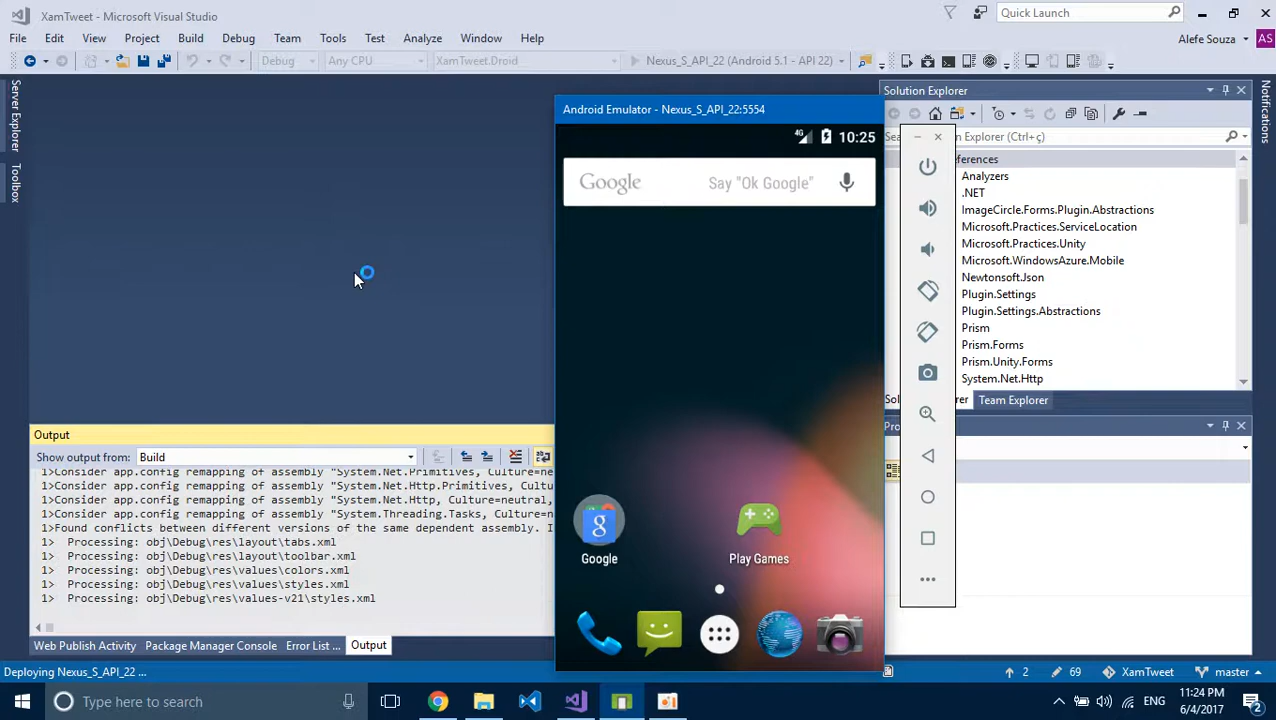 XamTweet - Microsoft Visual Studio
Quick Launch
File Edit View Project Build Debug Team Tools Test Analyze Window Help
Alefe Souza AS
Debug Any CPU XamTweet.Droid Nexus_S_API_22 (Android 5.1 - API 22)
Server Explorer
Toolbox
Notifications
Android Emulator - Nexus_S_API_22:5554
4G 10:25
Google Say "Ok Google"
Google
Play Games
Solution Explorer
Explorer (Ctrl+ç)
Analyzers
.NET
ImageCircle.Forms.Plugin.Abstractions
Microsoft.Practices.ServiceLocation
Microsoft.Practices.Unity
Microsoft.WindowsAzure.Mobile
Newtonsoft.Json
Plugin.Settings
Plugin.Settings.Abstractions
Prism
Prism.Forms
Prism.Unity.Forms
System.Net.Http
Team Explorer
Output
Show output from: Build
1>Consider app.config remapping of assembly "System.Net.Primitives, Culture=ne
1>Consider app.config remapping of assembly "System.Net.Http.Primitives, Cultu
1>Consider app.config remapping of assembly "System.Net.Http, Culture=neutral,
1>Consider app.config remapping of assembly "System.Threading.Tasks, Culture=n
1>Found conflicts between different versions of the same dependent assembly. I
1> Processing: obj\Debug\res\layout\tabs.xml
1> Processing: obj\Debug\res\layout\toolbar.xml
1> Processing: obj\Debug\res\values\colors.xml
1> Processing: obj\Debug\res\values\styles.xml
1> Processing: obj\Debug\res\values-v21\styles.xml
Web Publish Activity Package Manager Console Error List ... Output
Deploying Nexus_S_API_22 ...
2 69 XamTweet master
Type here to search
ENG
11:24 PM
6/4/2017
2